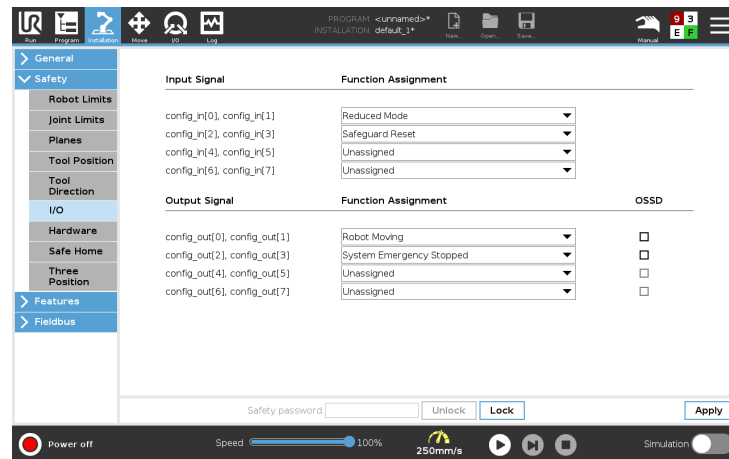 UR
PROGRAM <unnamed>*
INSTALLATION default_1*
Run Program Installation Move I/O Log New... Open... Save... Manual
9 3
E F
General
Safety
Robot Limits
Joint Limits
Planes
Tool Position
Tool
Direction
I/O
Hardware
Safe Home
Three
Position
Features
Fieldbus
Input Signal Function Assignment
config_in[0], config_in[1] Reduced Mode
config_in[2], config_in[3] Safeguard Reset
config_in[4], config_in[5] Unassigned
config_in[6], config_in[7] Unassigned
Output Signal Function Assignment OSSD
config_out[0], config_out[1] Robot Moving
config_out[2], config_out[3] System Emergency Stopped
config_out[4], config_out[5] Unassigned
config_out[6], config_out[7] Unassigned
Safety password Unlock Lock Apply
Power off Speed 100% 250mm/s Simulation